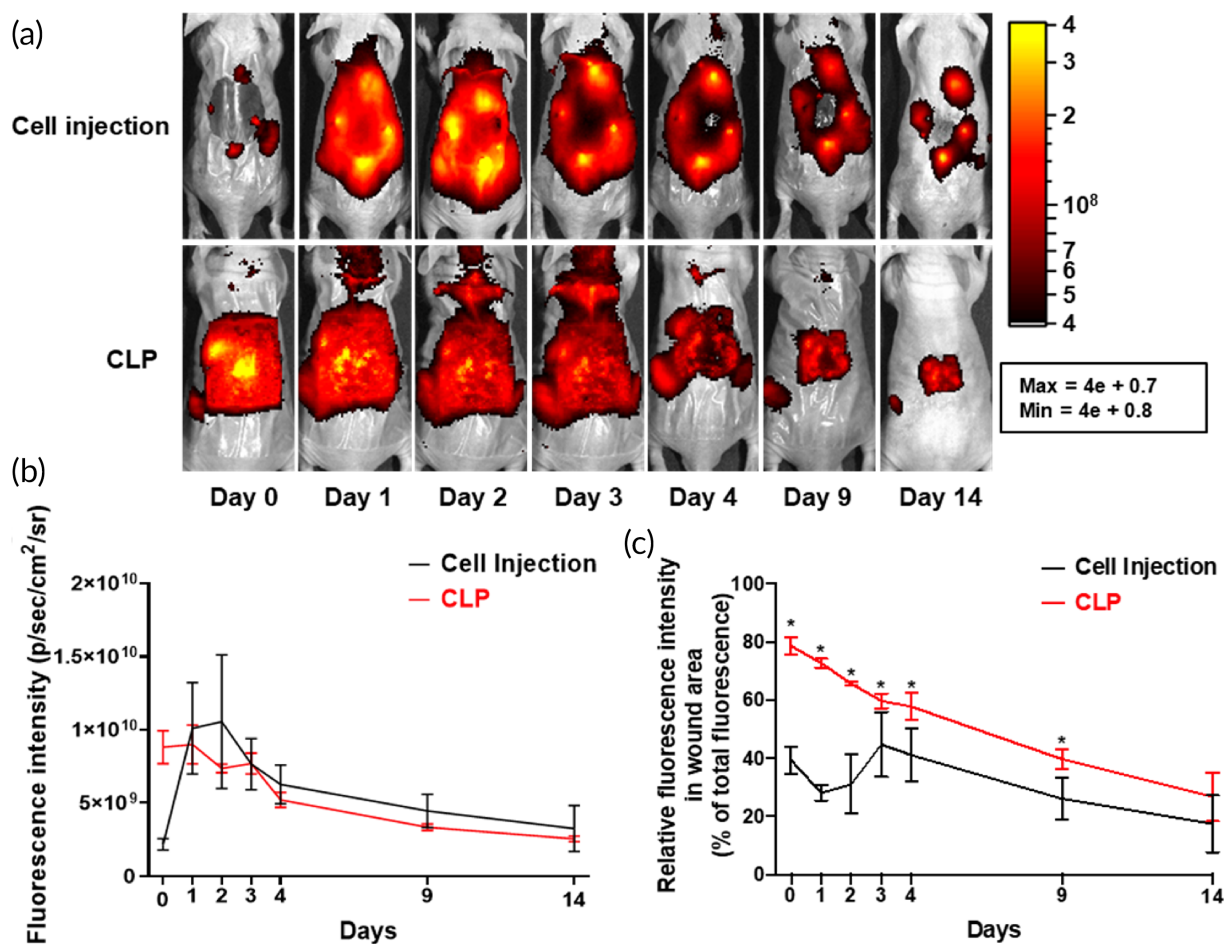 (a)
Cell injection
CLP
4
3
2
10⁸
7
6
5
4
Max = 4e + 0.7
Min = 4e + 0.8
Day 0 Day 1 Day 2 Day 3 Day 4 Day 9 Day 14
(b)
Fluorescence intensity (p/sec/cm²/sr)
Cell Injection
CLP
2×10¹⁰
1.5×10¹⁰
1×10¹⁰
5×10⁹
0
0 1 2 3 4 9 14
Days
(c)
Relative fluorescence intensity
in wound area
(% of total fluorescence)
Cell Injection
CLP
100
80
60
40
20
0
* * * * * *
0 1 2 3 4 9 14
Days